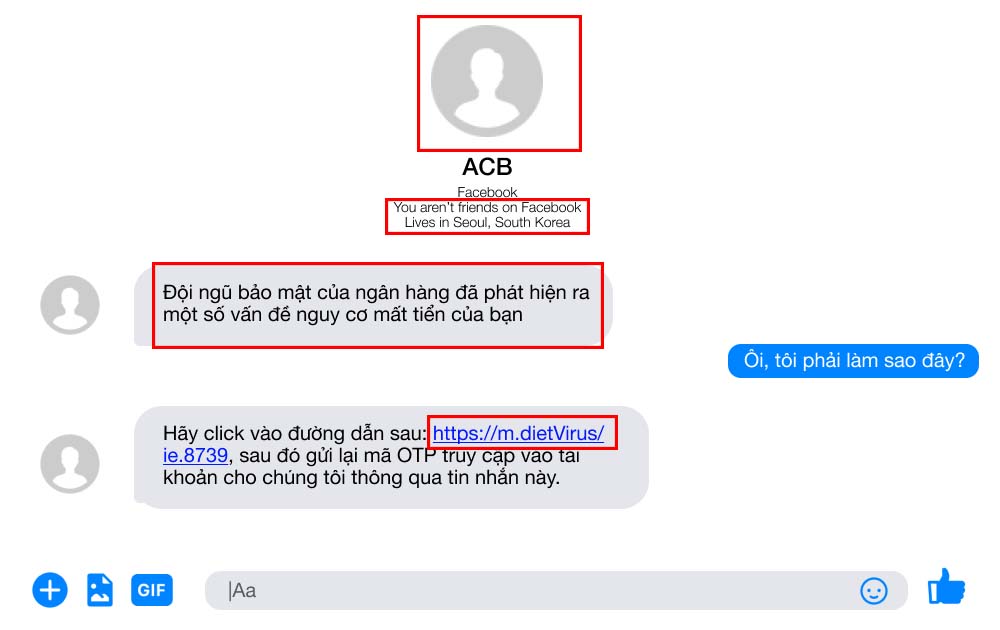 ACB
Facebook
You aren't friends on Facebook
Lives in Seoul, South Korea
Đội ngũ bảo mật của ngân hàng đã phát hiện ra
một số vấn đề nguy cơ mất tiển của bạn
Ôi, tôi phải làm sao đây?
Hãy click vào đường dẫn sau: https://m.dietVirus/
ie.8739, sau đó gửi lại mã OTP truy cập vào tài
khoản cho chúng tôi thông qua tin nhắn này.
GIF
Aa